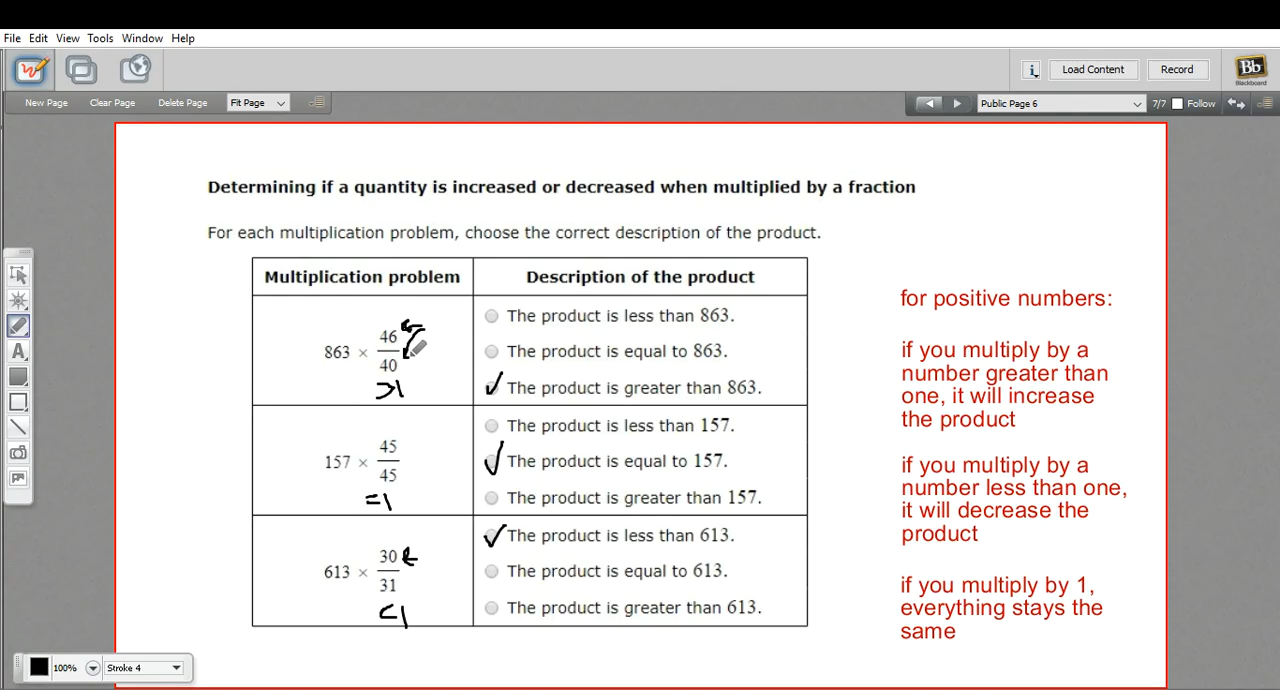 File Edit View Tools Window Help
i Load Content Record Bb
Blackboard
New Page Clear Page Delete Page Fit Page Public Page 6 7/7 Follow
Determining if a quantity is increased or decreased when multiplied by a fraction
For each multiplication problem, choose the correct description of the product.
Multiplication problem Description of the product
863 × 46/40
>1
The product is less than 863.
The product is equal to 863.
The product is greater than 863.
157 × 45/45
=1
The product is less than 157.
The product is equal to 157.
The product is greater than 157.
613 × 30/31
<1
The product is less than 613.
The product is equal to 613.
The product is greater than 613.
for positive numbers:
if you multiply by a
number greater than
one, it will increase
the product
if you multiply by a
number less than one,
it will decrease the
product
if you multiply by 1,
everything stays the
same
A
100% Stroke 4